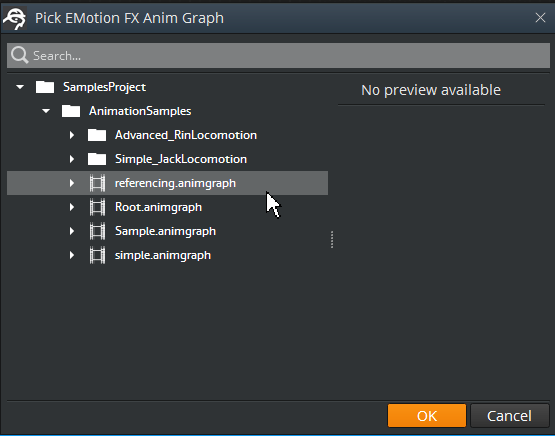 Pick EMotion FX Anim Graph
Search...
SamplesProject
AnimationSamples
Advanced_RinLocomotion
Simple_JackLocomotion
referencing.animgraph
Root.animgraph
Sample.animgraph
simple.animgraph
No preview available
OK
Cancel